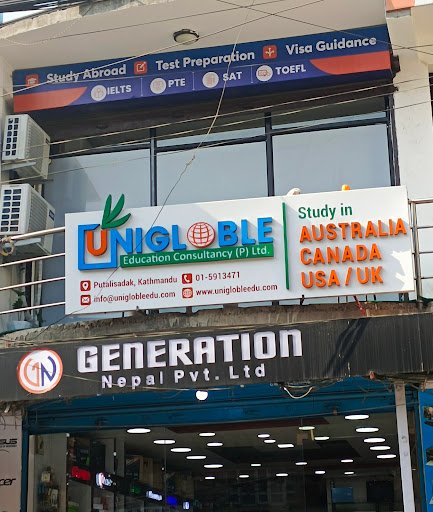 Study Abroad Test Preparation Visa Guidance
IELTS PTE SAT TOEFL
UNIGLOBLE
Education Consultancy (P) Ltd.
Putalisadak, Kathmandu 01-5913471
info@uniglobleedu.com www.uniglobleedu.com
Study in
AUSTRALIA
CANADA
USA / UK
GN
GENERATION
Nepal Pvt. Ltd